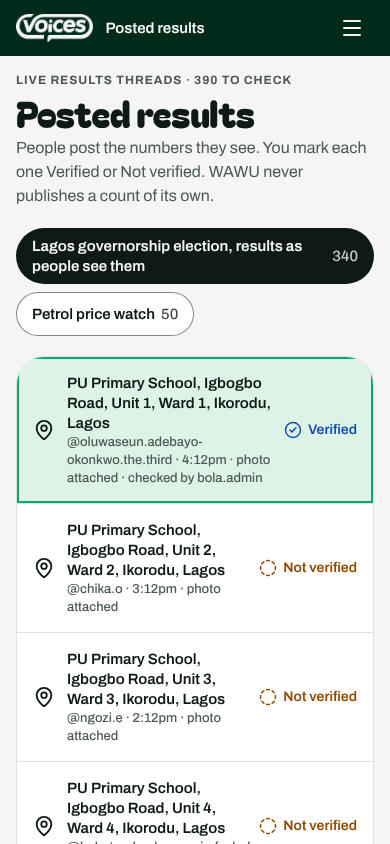 voices
Posted results
LIVE RESULTS THREADS · 390 TO CHECK
Posted results
People post the numbers they see. You mark each
one Verified or Not verified. WAWU never
publishes a count of its own.
Lagos governorship election, results as
people see them
340
Petrol price watch 50
PU Primary School, Igbogbo
Road, Unit 1, Ward 1, Ikorodu,
Lagos
@oluwaseun.adebayo-
okonkwo.the.third · 4:12pm · photo
attached · checked by bola.admin
Verified
PU Primary School,
Igbogbo Road, Unit 2,
Ward 2, Ikorodu, Lagos
@chika.o · 3:12pm · photo
attached
Not verified
PU Primary School,
Igbogbo Road, Unit 3,
Ward 3, Ikorodu, Lagos
@ngozi.e · 2:12pm · photo
attached
Not verified
PU Primary School,
Igbogbo Road, Unit 4,
Ward 4, Ikorodu, Lagos
Not verified